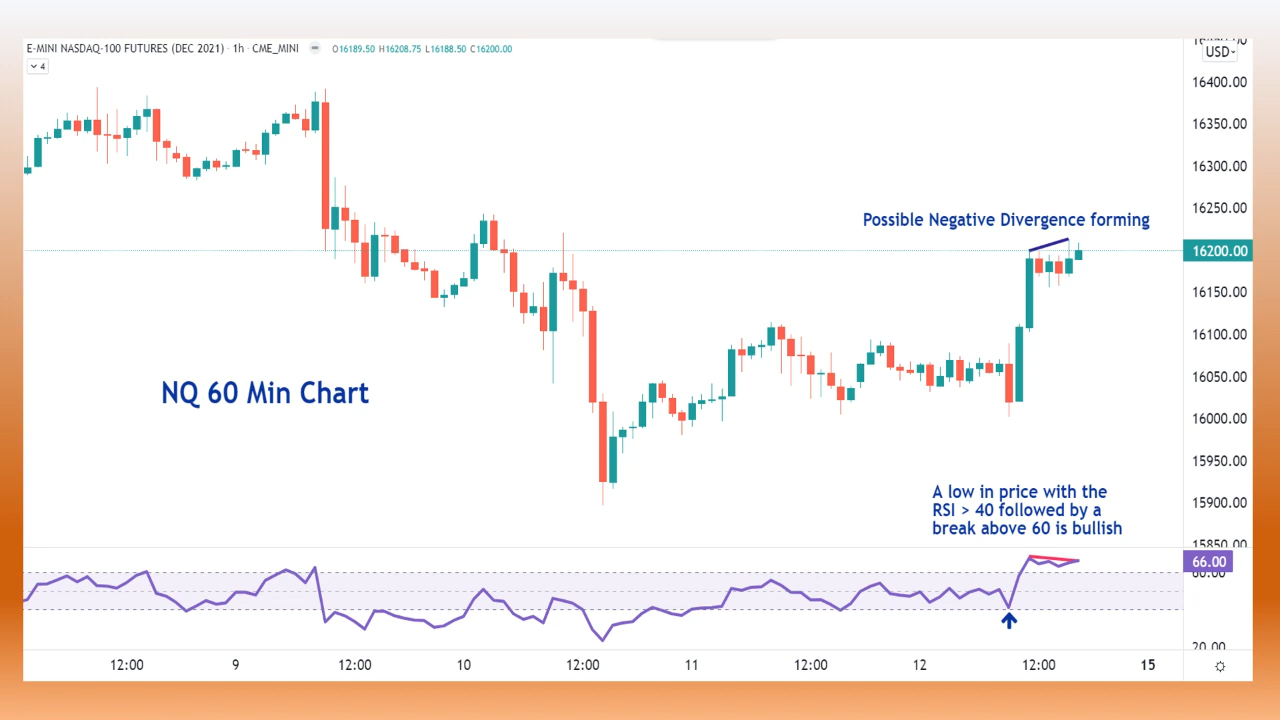 E-MINI NASDAQ-100 FUTURES (DEC 2021) · 1h · CME_MINI O16189.50 H16208.75 L16188.50 C16200.00
4
USD
16400.00
16350.00
16300.00
16250.00
Possible Negative Divergence forming
16200.00
16150.00
16100.00
16050.00
NQ 60 Min Chart
16000.00
15950.00
15900.00
A low in price with the
RSI > 40 followed by a
break above 60 is bullish
15850.00
66.00
20.00
12:00 9 12:00 10 12:00 11 12:00 12 12:00 15